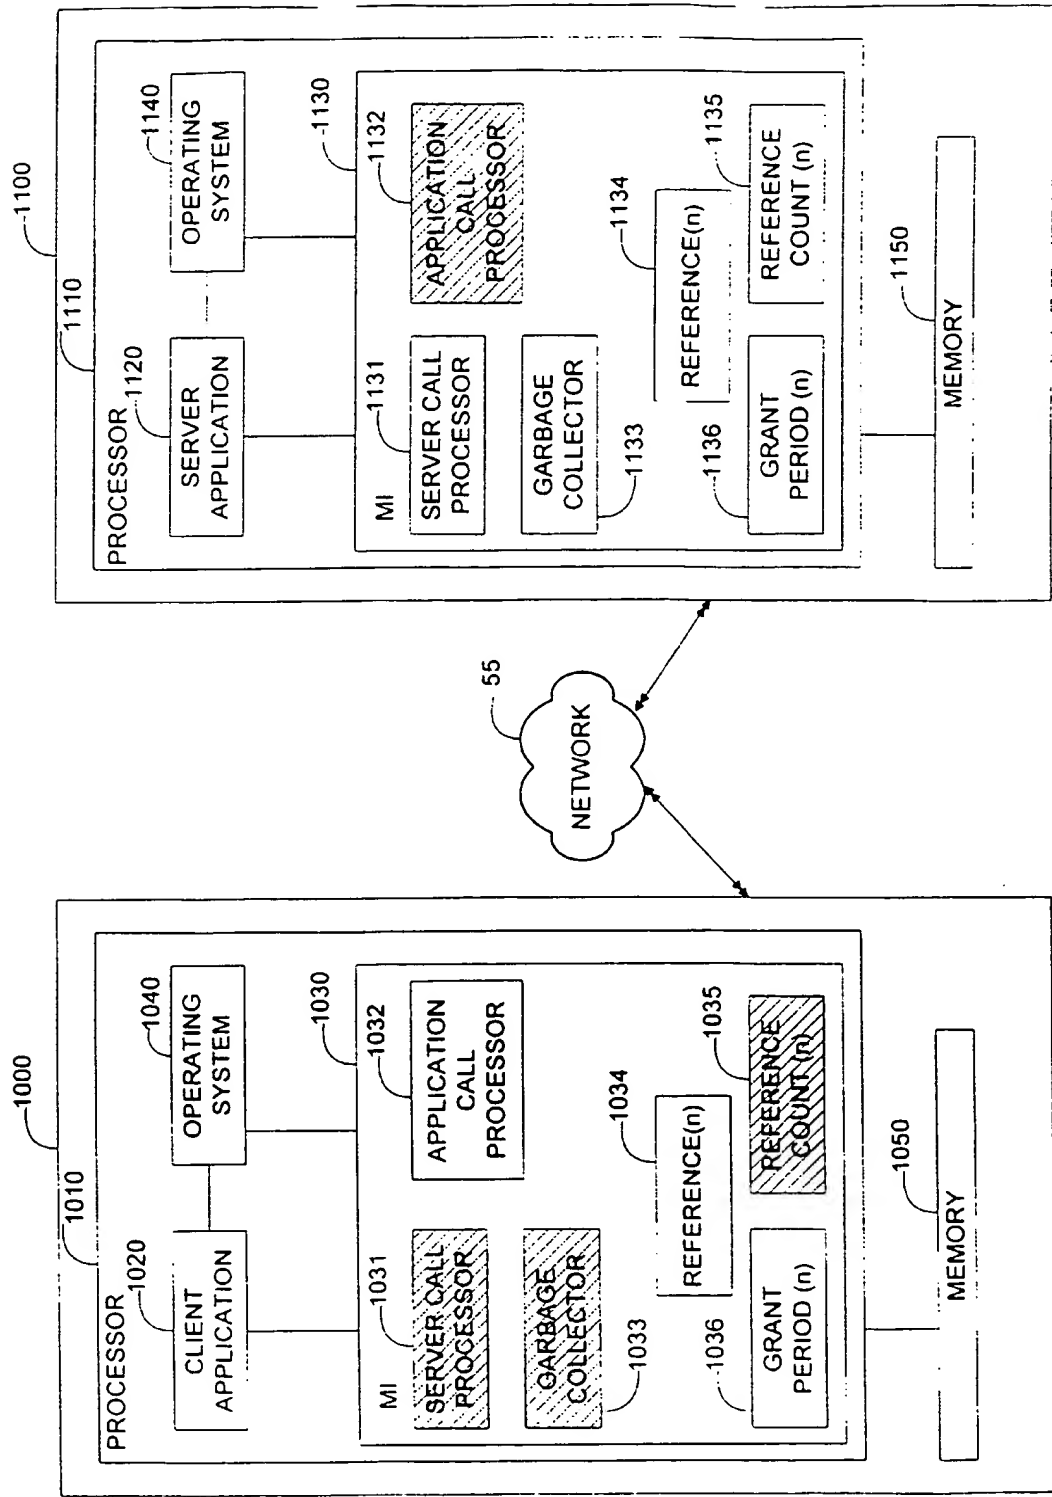 1000
1010
PROCESSOR
1020
CLIENT
APPLICATION
1040
OPERATING
SYSTEM
1030
MI
1031
SERVER CALL
PROCESSOR
1032
APPLICATION
CALL
PROCESSOR
GARBAGE
COLLECTOR
1033
1034
REFERENCE(n)
1035
REFERENCE
COUNT (n)
1036
GRANT
PERIOD (n)
1050
MEMORY
55
NETWORK
1100
1110
PROCESSOR
1120
SERVER
APPLICATION
1140
OPERATING
SYSTEM
1130
MI
1131
SERVER CALL
PROCESSOR
1132
APPLICATION
CALL
PROCESSOR
GARBAGE
COLLECTOR
1133
1134
REFERENCE(n)
1135
REFERENCE
COUNT (n)
1136
GRANT
PERIOD (n)
1150
MEMORY